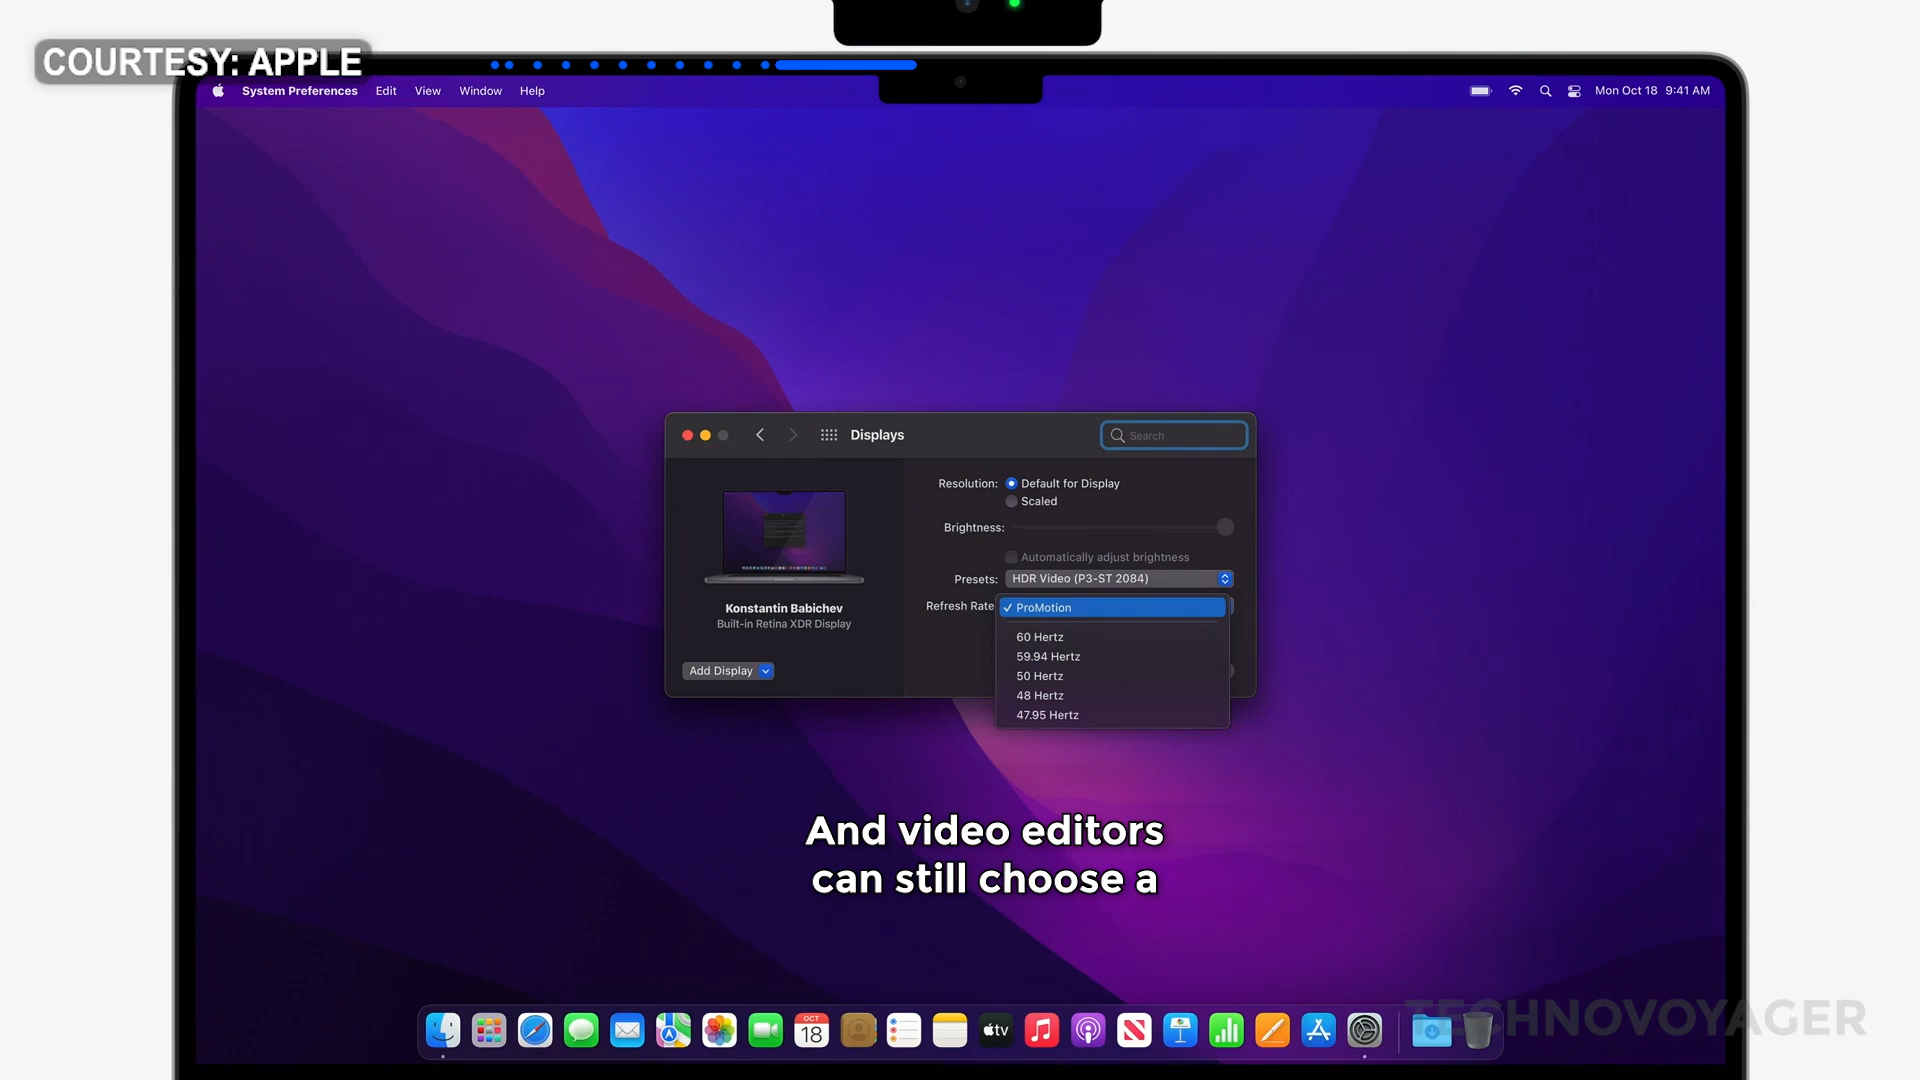 COURTESY: APPLE
System Preferences Edit View Window Help
Mon Oct 18 9:41 AM
Displays
Search
Resolution: Default for Display
Scaled
Brightness:
Automatically adjust brightness
Presets: HDR Video (P3-ST 2084)
Refresh Rate
ProMotion
60 Hertz
59.94 Hertz
50 Hertz
48 Hertz
47.95 Hertz
Konstantin Babichev
Built-in Retina XDR Display
Add Display
And video editors
can still choose a
OCT
18
tv
TECHNOVOYAGER